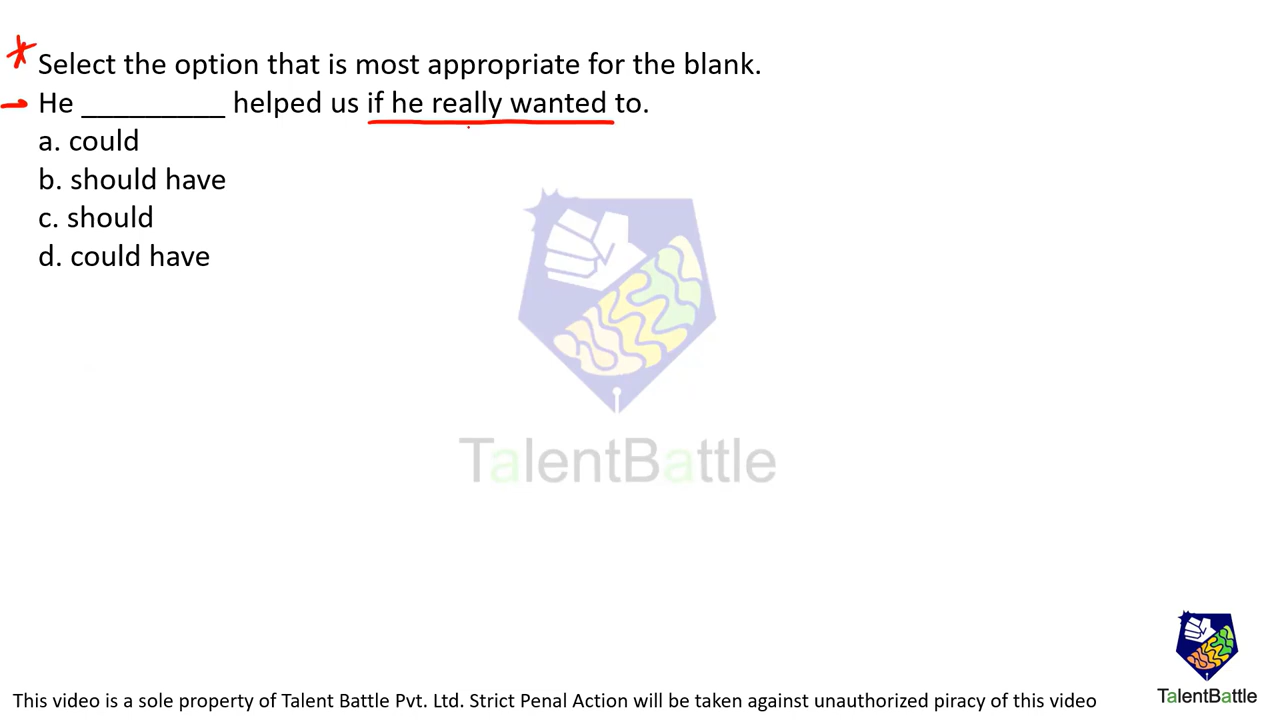 Select the option that is most appropriate for the blank.
He _________ helped us if he really wanted to.
a. could
b. should have
c. should
d. could have
TalentBattle
TalentBattle
This video is a sole property of Talent Battle Pvt. Ltd. Strict Penal Action will be taken against unauthorized piracy of this video